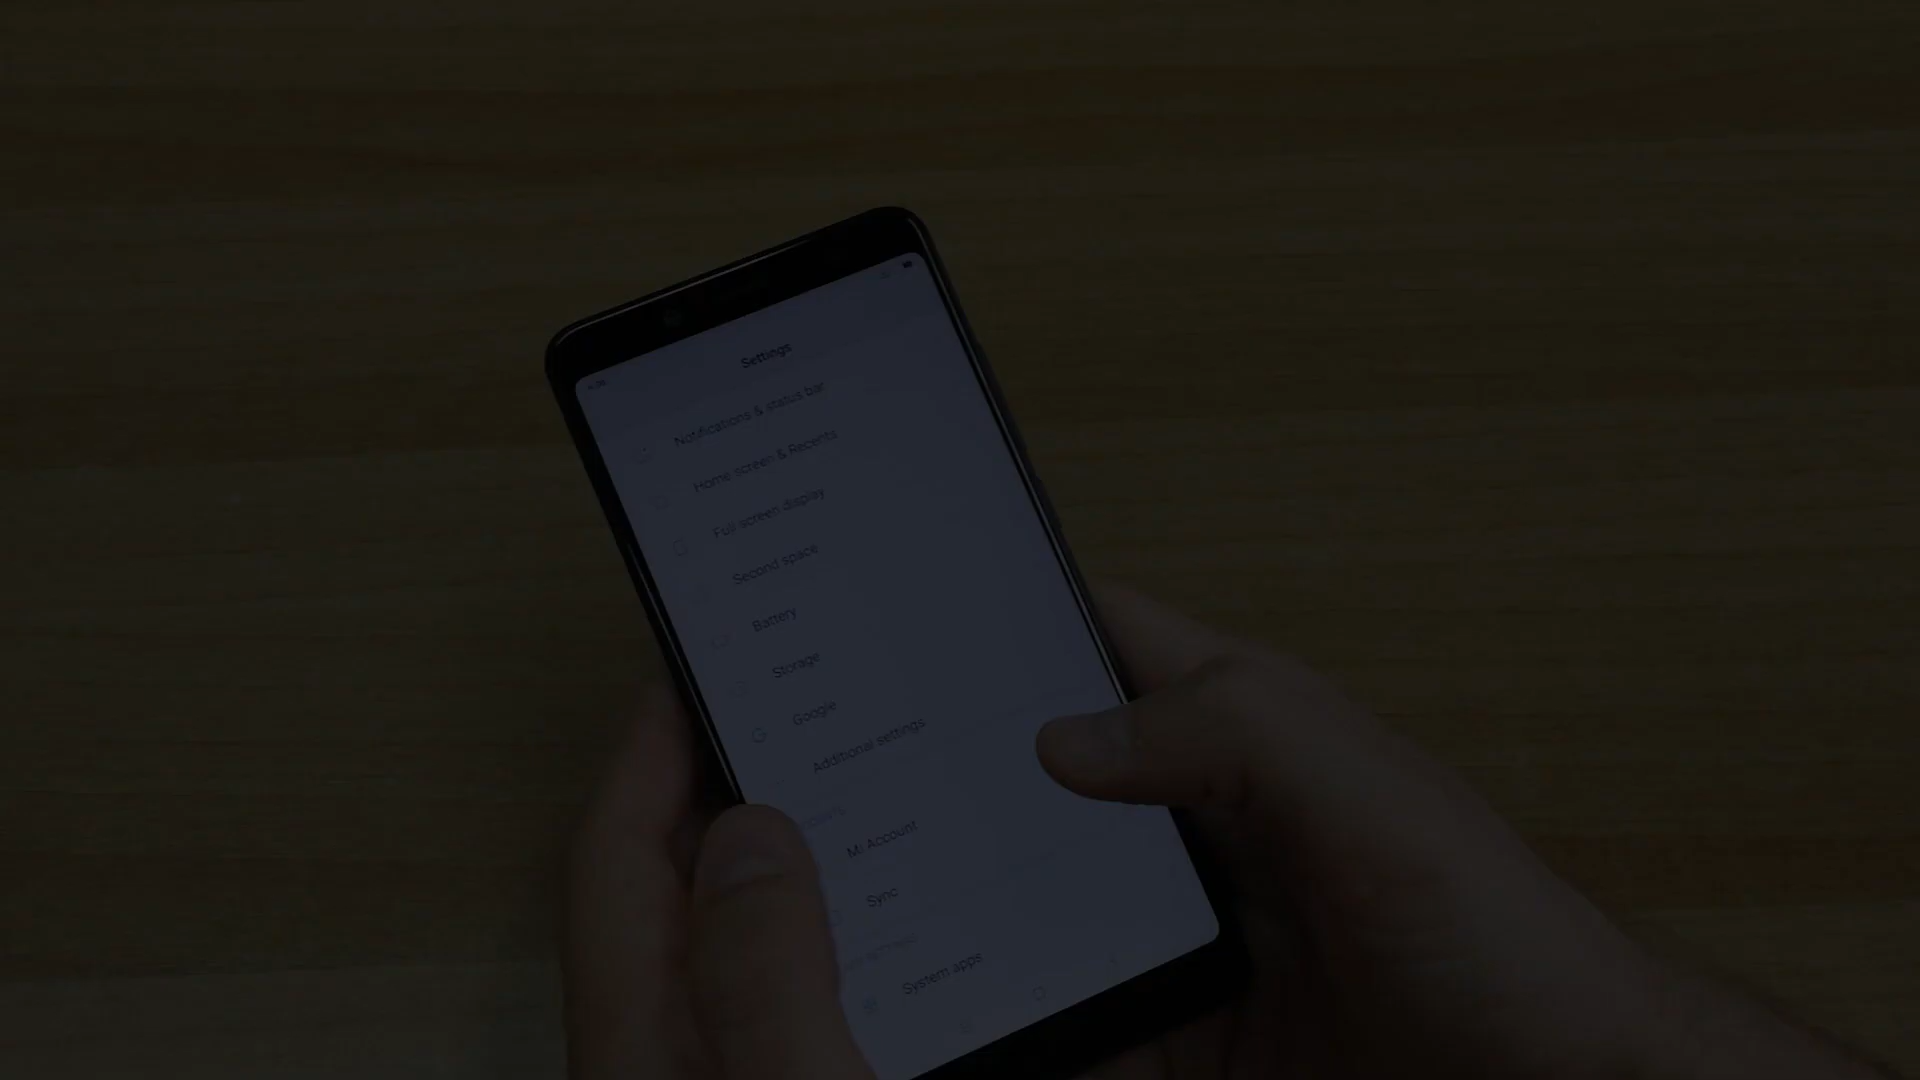 Settings
Notifications & status bar
Home screen & Recents
Full screen display
Second space
Battery
Storage
Google
Additional settings
Mi Account
Sync
System apps